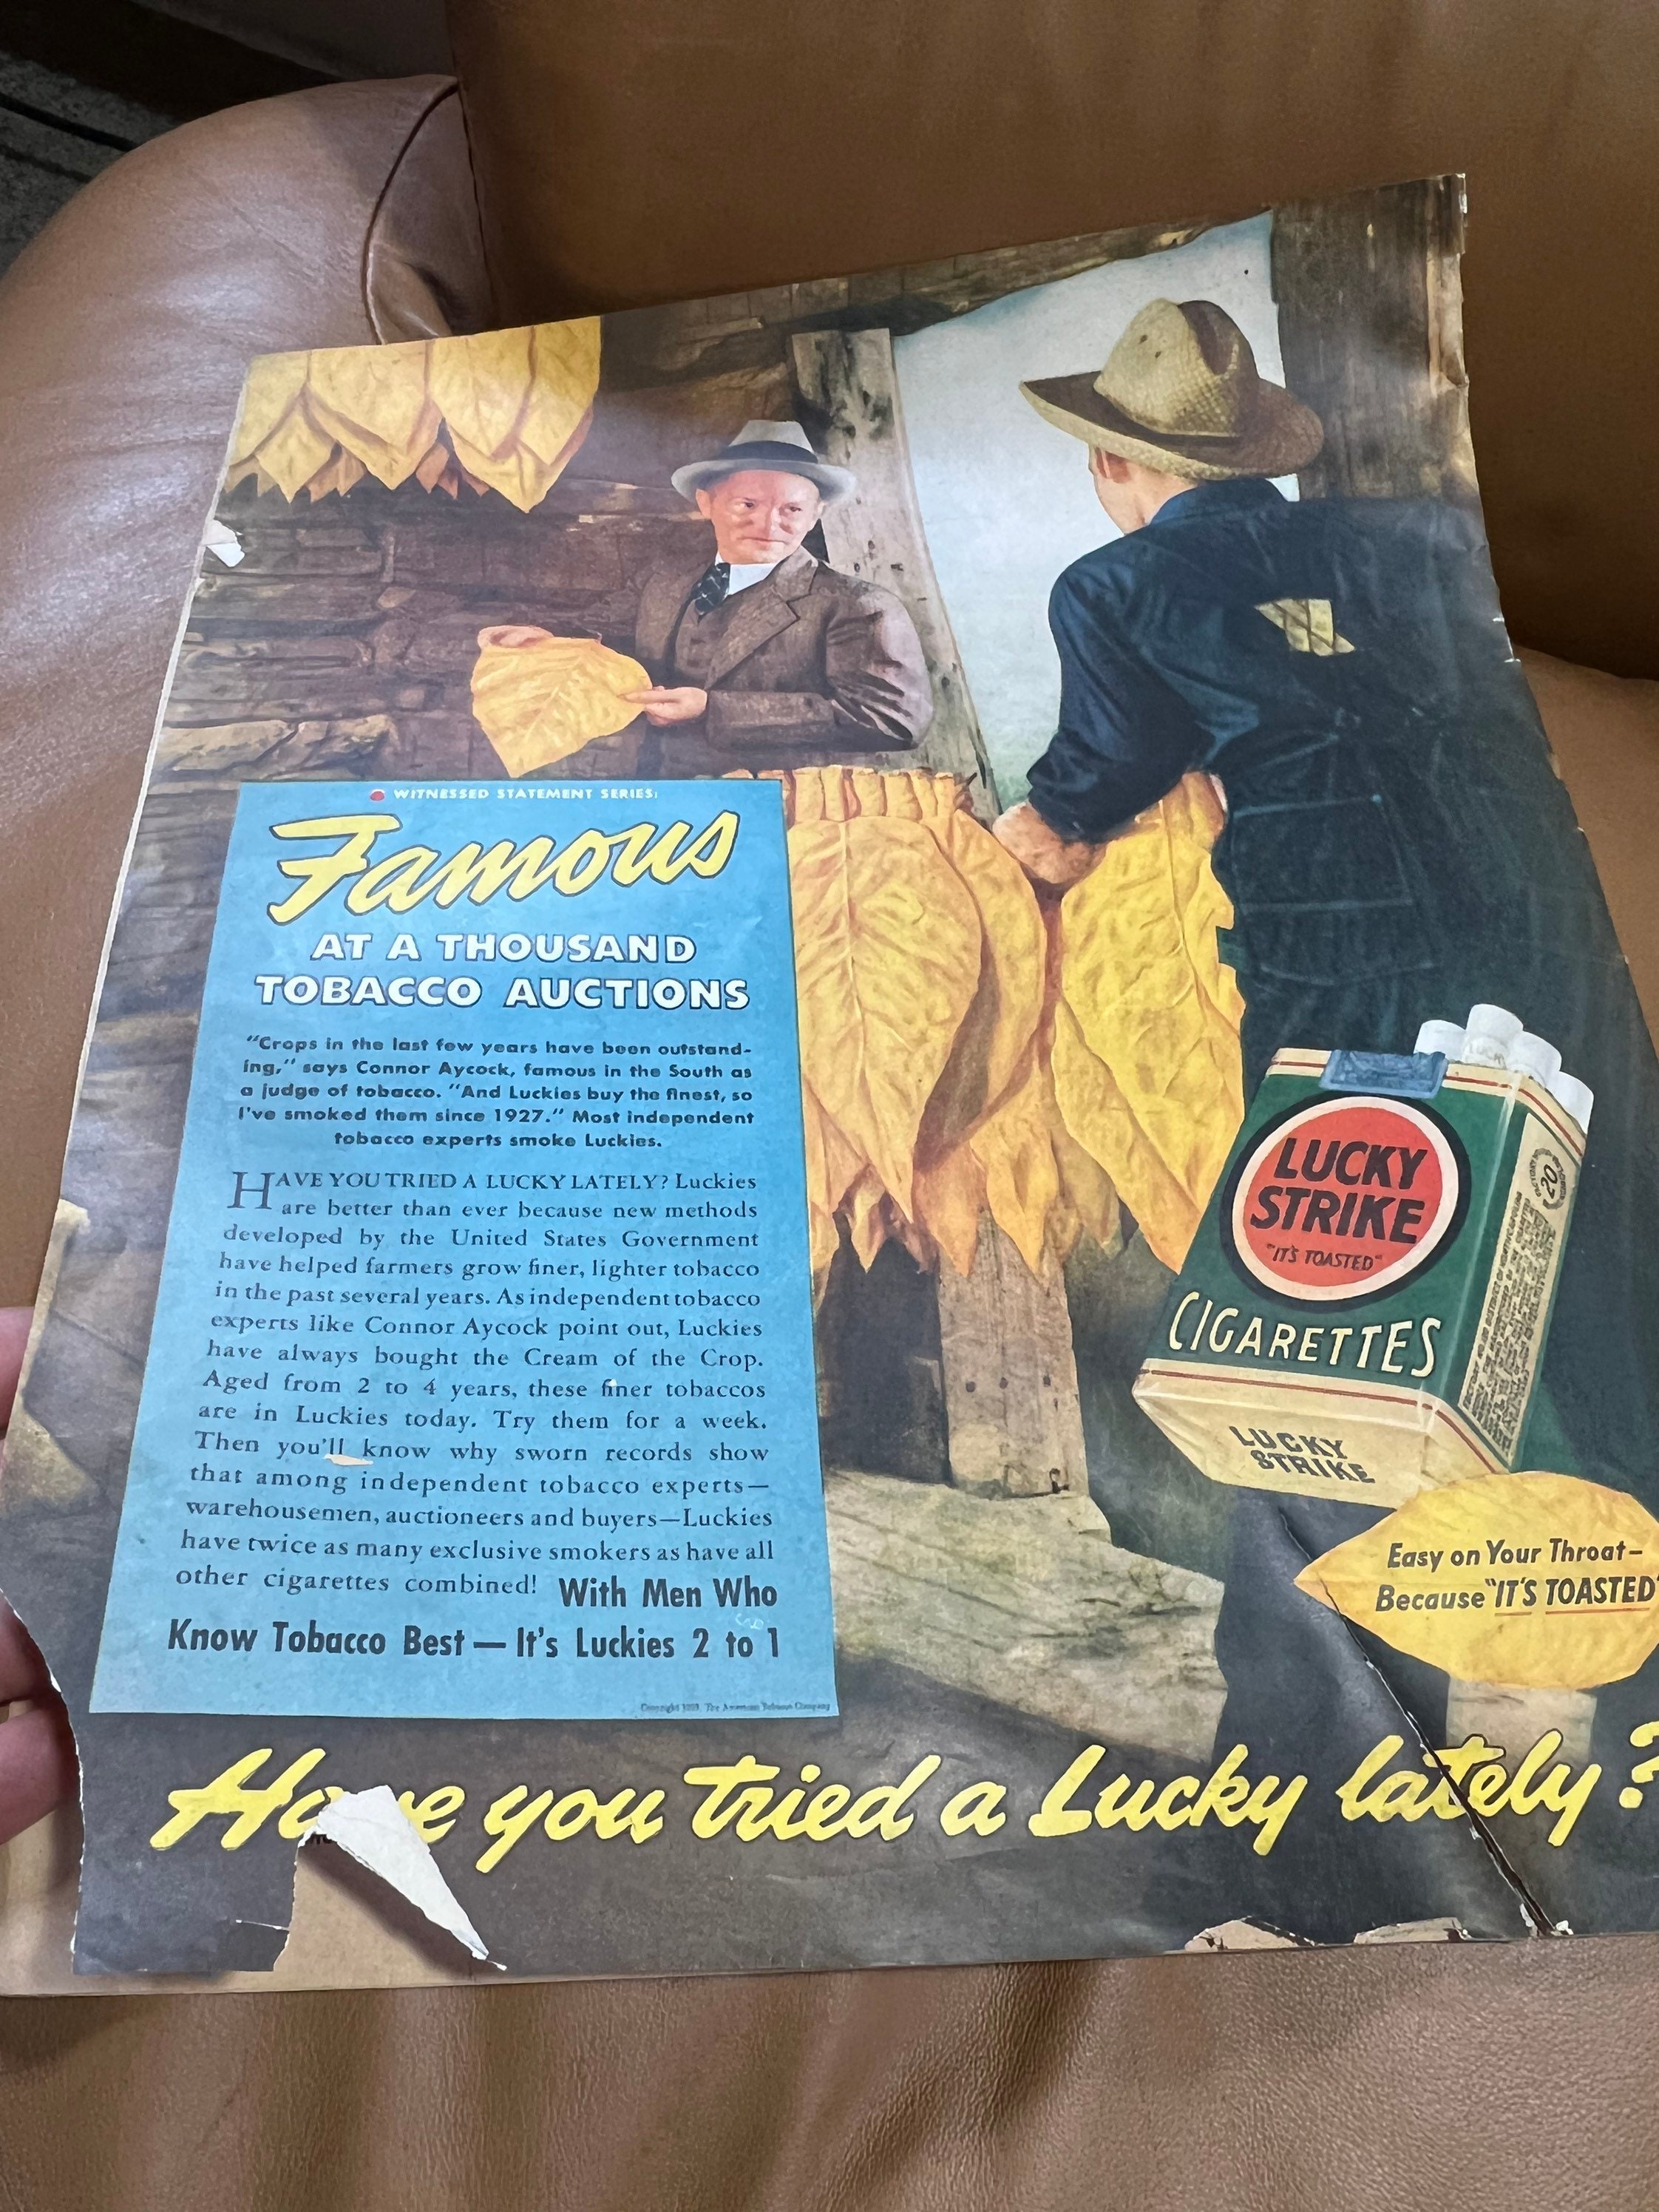 WITNESSED STATEMENT SERIES:
Famous
AT A THOUSAND
TOBACCO AUCTIONS
"Crops in the last few years have been outstand-
ing," says Connor Aycock, famous in the South as
a judge of tobacco. "And Luckies buy the finest, so
I've smoked them since 1927." Most independent
tobacco experts smoke Luckies.
HAVE YOU TRIED A LUCKY LATELY? Luckies
are better than ever because new methods
developed by the United States Government
have helped farmers grow finer, lighter tobacco
in the past several years. As independent tobacco
experts like Connor Aycock point out, Luckies
have always bought the Cream of the Crop.
Aged from 2 to 4 years, these finer tobaccos
are in Luckies today. Try them for a week.
Then you'll know why sworn records show
that among independent tobacco experts—
warehousemen, auctioneers and buyers—Luckies
have twice as many exclusive smokers as have all
other cigarettes combined! With Men Who
Know Tobacco Best—It's Luckies 2 to 1
The American Tobacco Company
LUCKY
STRIKE
"IT'S TOASTED"
CIGARETTES
LUCKY
STRIKE
20
Easy on Your Throat–
Because "IT'S TOASTED"
Have you tried a Lucky lately?